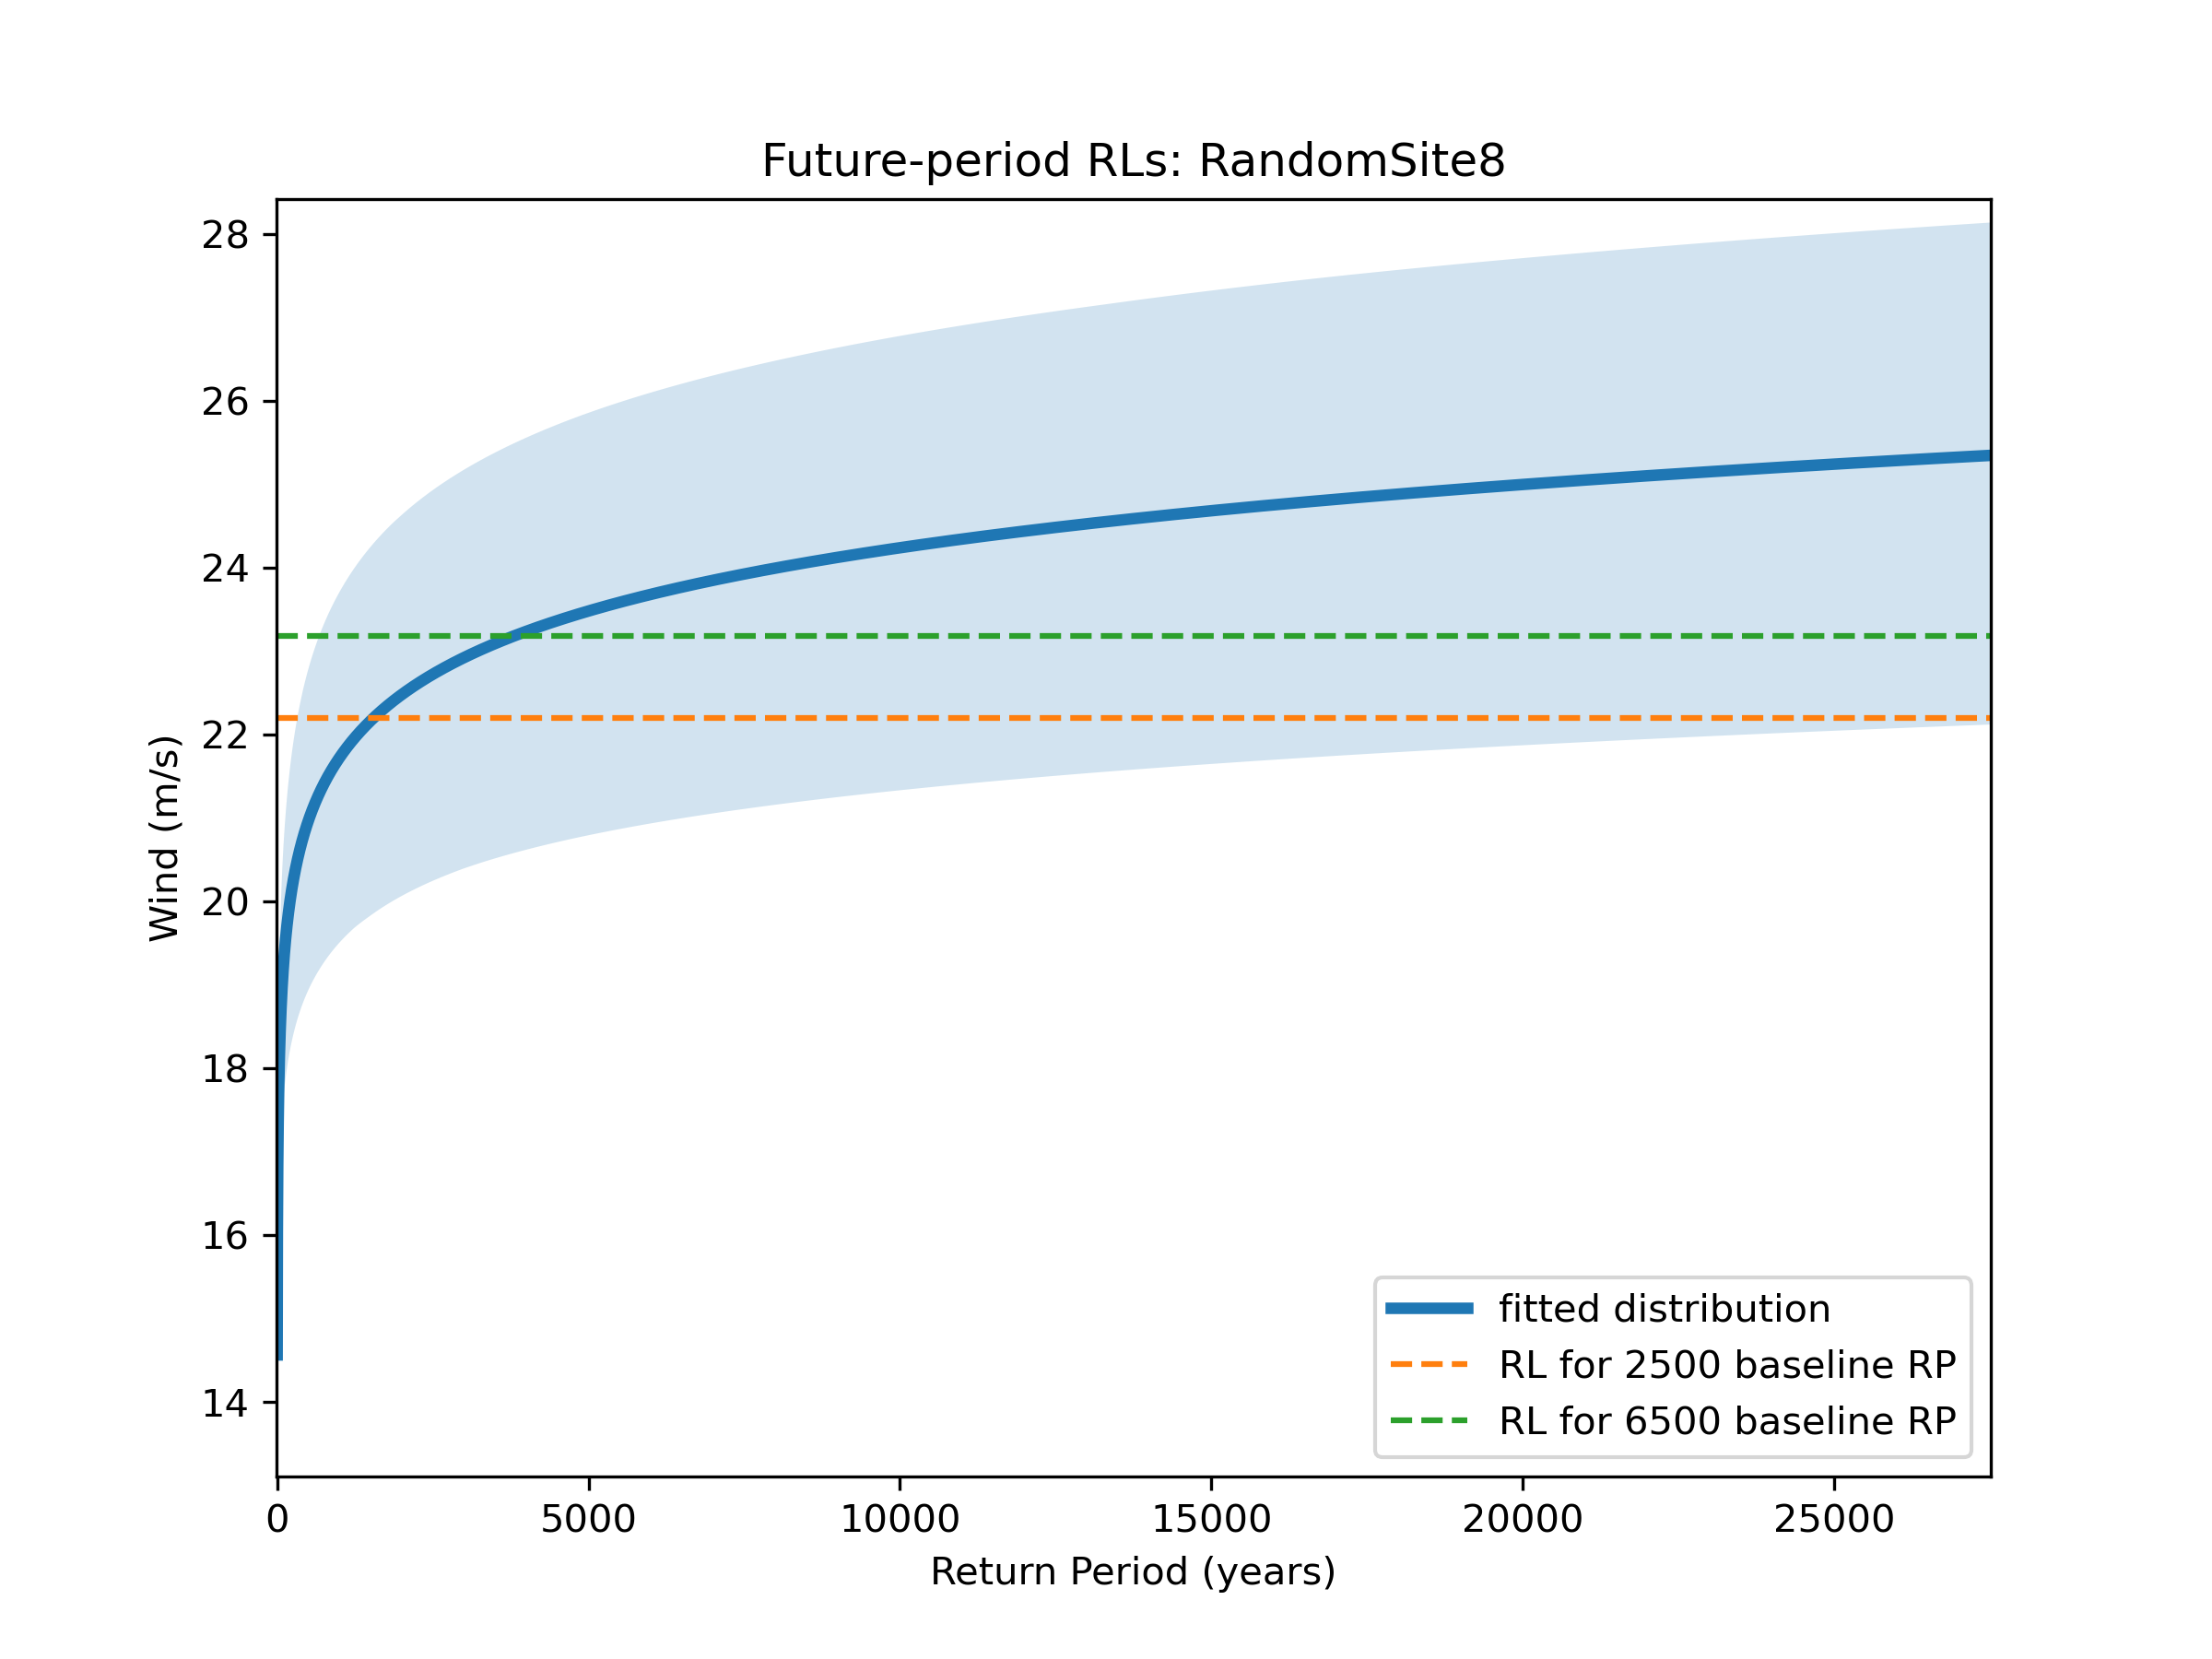 Future-period RLs: RandomSite8
Wind (m/s)
28
26
24
22
20
18
16
14
0 5000 10000 15000 20000 25000
Return Period (years)
fitted distribution
RL for 2500 baseline RP
RL for 6500 baseline RP